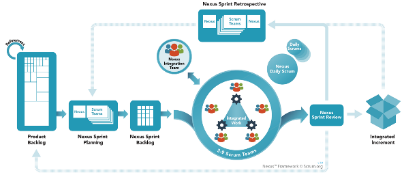 Nexus Sprint Retrospective
Nexus
Scrum
Teams
Nexus
Refinement
Nexus
Integration
Team
Daily
Scrums
Nexus
Daily Scrum
Nexus
Scrum
Teams
Integrated
Work
Nexus
Sprint Review
Product
Backlog
Nexus Sprint
Planning
Nexus Sprint
Backlog
3-9 Scrum Teams
Integrated
Increment